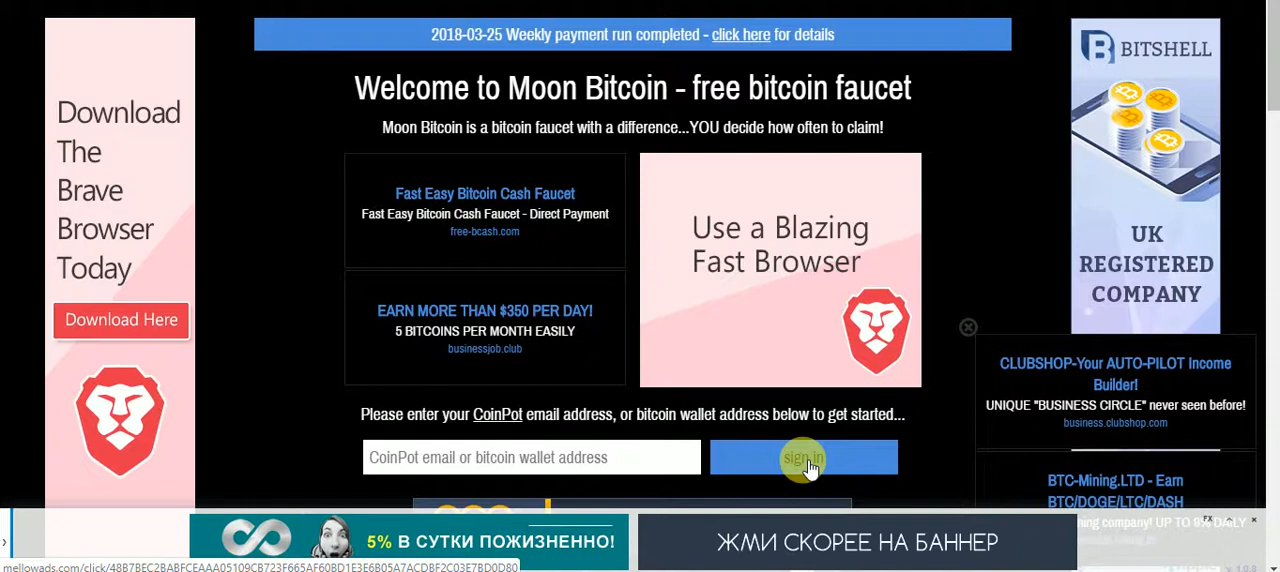 2018-03-25 Weekly payment run completed - click here for details
Welcome to Moon Bitcoin - free bitcoin faucet
Moon Bitcoin is a bitcoin faucet with a difference...YOU decide how often to claim!
Download
The
Brave
Browser
Today
Download Here
Fast Easy Bitcoin Cash Faucet
Fast Easy Bitcoin Cash Faucet - Direct Payment
free-bcash.com
EARN MORE THAN $350 PER DAY!
5 BITCOINS PER MONTH EASILY
businessjob.club
Use a Blazing
Fast Browser
BITSHELL
UK
REGISTERED
COMPANY
CLUBSHOP-Your AUTO-PILOT Income
Builder!
UNIQUE "BUSINESS CIRCLE" never seen before!
business.clubshop.com
BTC-Mining.LTD - Earn
BTC/DOGE/LTC/DASH
ning company! UP TO 6% DAILY
Please enter your CoinPot email address, or bitcoin wallet address below to get started...
CoinPot email or bitcoin wallet address
sign in
5% В СУТКИ ПОЖИЗНЕННО!
ЖМИ СКОРЕЕ НА БАННЕР